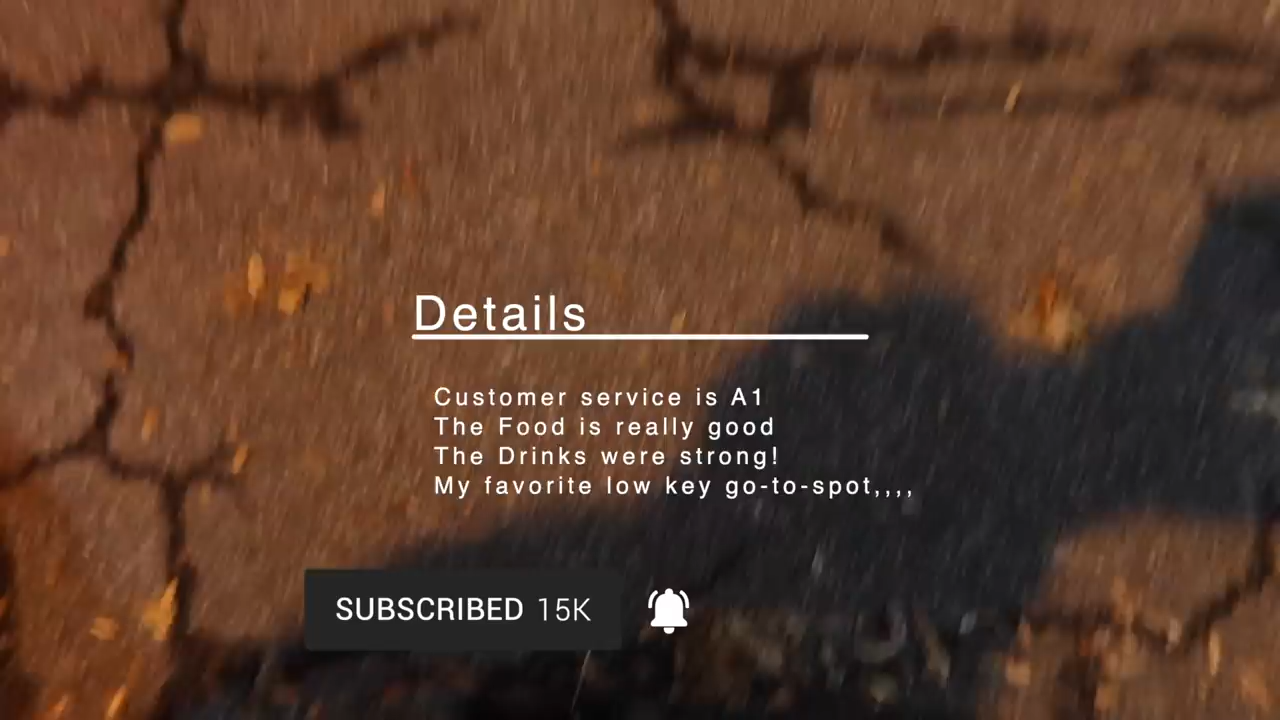 Details
Customer service is A1
The Food is really good
The Drinks were strong!
My favorite low key go-to-spot,,,,
SUBSCRIBED 15K